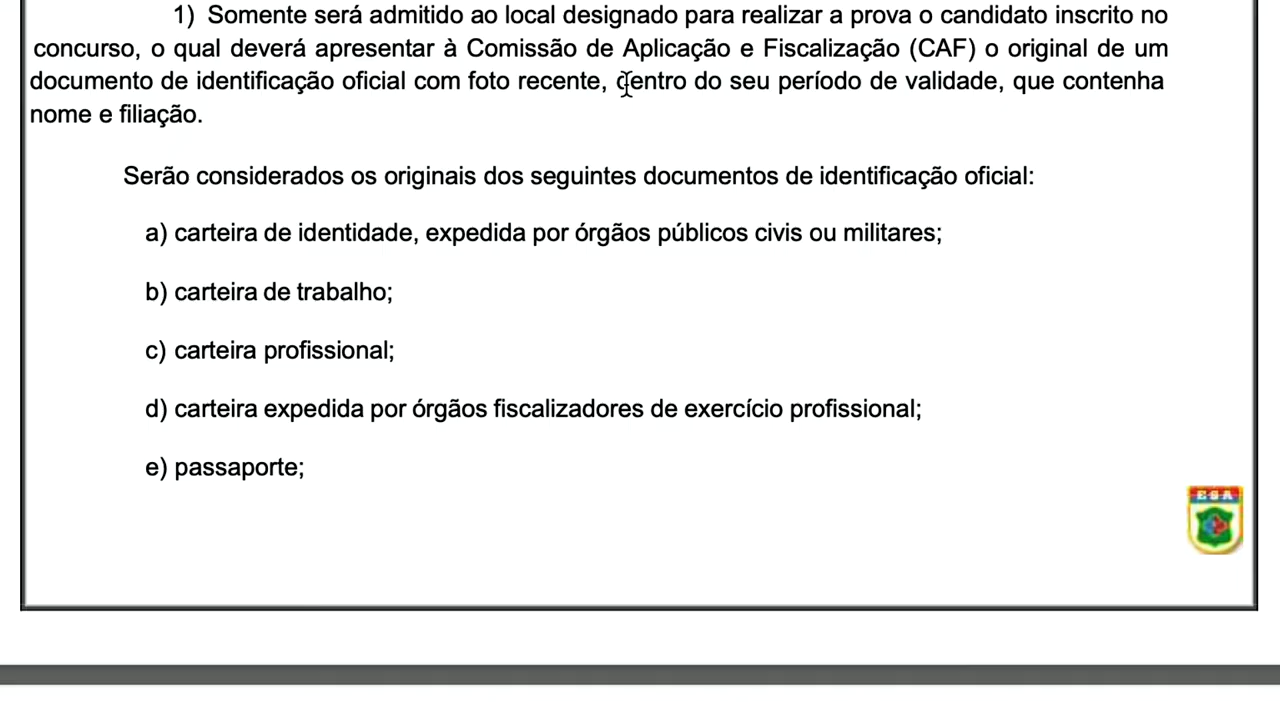 1) Somente será admitido ao local designado para realizar a prova o candidato inscrito no
concurso, o qual deverá apresentar à Comissão de Aplicação e Fiscalização (CAF) o original de um
documento de identificação oficial com foto recente, dentro do seu período de validade, que contenha
nome e filiação.
Serão considerados os originais dos seguintes documentos de identificação oficial:
a) carteira de identidade, expedida por órgãos públicos civis ou militares;
b) carteira de trabalho;
c) carteira profissional;
d) carteira expedida por órgãos fiscalizadores de exercício profissional;
e) passaporte;
ESA